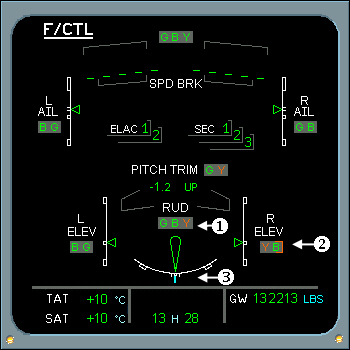 F/CTL
G B Y
SPD BRK
L
AIL
B G
R
AIL
G B
ELAC 1 2
SEC 1 2 3
PITCH TRIM G Y
-1.2 UP
RUD
G B Y
1
L
ELEV
B G
R
ELEV
Y B
2
3
TAT +10 °C
GW 132213 LBS
SAT +10 °C
13 H 28